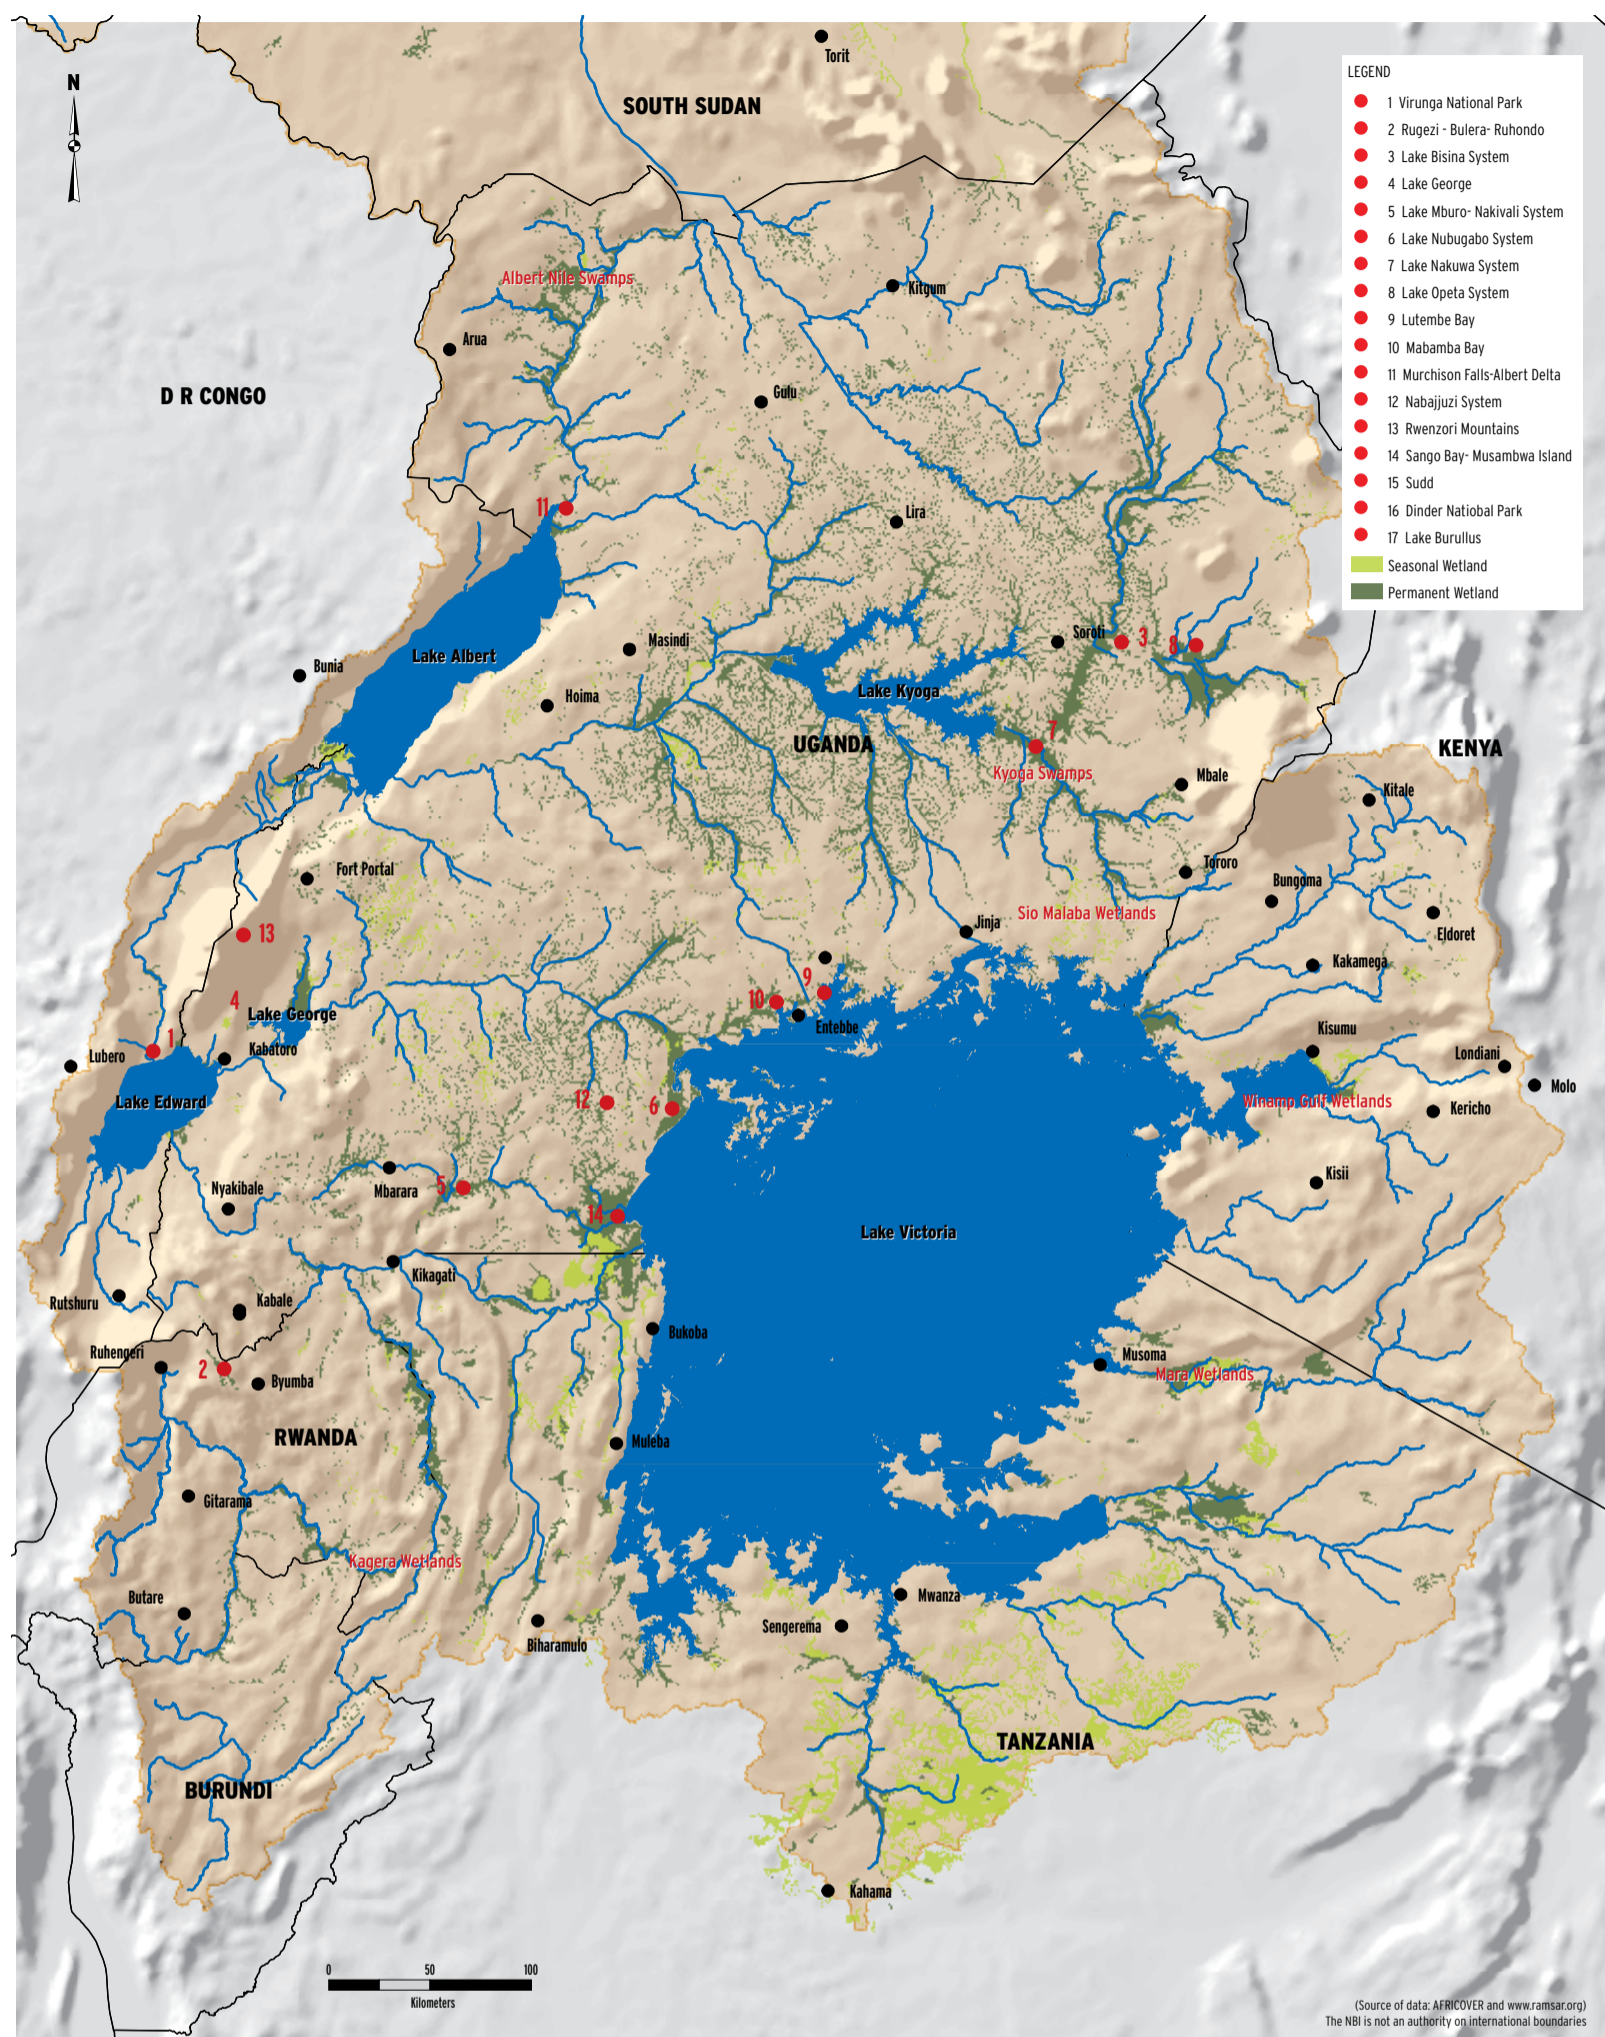 Torit
SOUTH SUDAN
N
LEGEND
1 Virunga National Park
2 Rugezi - Bulera- Ruhondo
3 Lake Bisina System
4 Lake George
5 Lake Mburo- Nakivali System
6 Lake Nubugabo System
7 Lake Nakuwa System
8 Lake Opeta System
9 Lutembe Bay
10 Mabamba Bay
11 Murchison Falls-Albert Delta
12 Nabajjuzi System
13 Rwenzori Mountains
14 Sango Bay- Musambwa Island
15 Sudd
16 Dinder Natiobal Park
17 Lake Burullus
Seasonal Wetland
Permanent Wetland
Albert Nile Swamps
Kitgum
Arua
D R CONGO
Gulu
11
Lira
Soroti
3
8
Masindi
Lake Albert
Bunia
Lake Kyoga
Hoima
7
UGANDA
KENYA
Kyoga Swamps
Mbale
Kitale
Fort Portal
Tororo
Bungoma
Sio Malaba Wetlands
Jinja
13
Eldoret
Kakamega
9
10
4
Lake George
Entebbe
Kisumu
1
Lubero
Kabatoro
Londiani
Molo
Lake Edward
12
6
Winamp Gulf Wetlands
Kericho
Kisii
Nyakibale
Mbarara
5
14
Lake Victoria
Kikagati
Rutshuru
Kabale
Bukoba
Ruhengeri
Musoma
2
Byumba
Mara Wetlands
RWANDA
Muleba
Gitarama
Kagera Wetlands
Butare
Mwanza
Sengerema
Biharamulo
TANZANIA
BURUNDI
Kahama
0 50 100
Kilometers
(Source of data: AFRICOVER and www.ramsar.org)
The NBI is not an authority on international boundaries